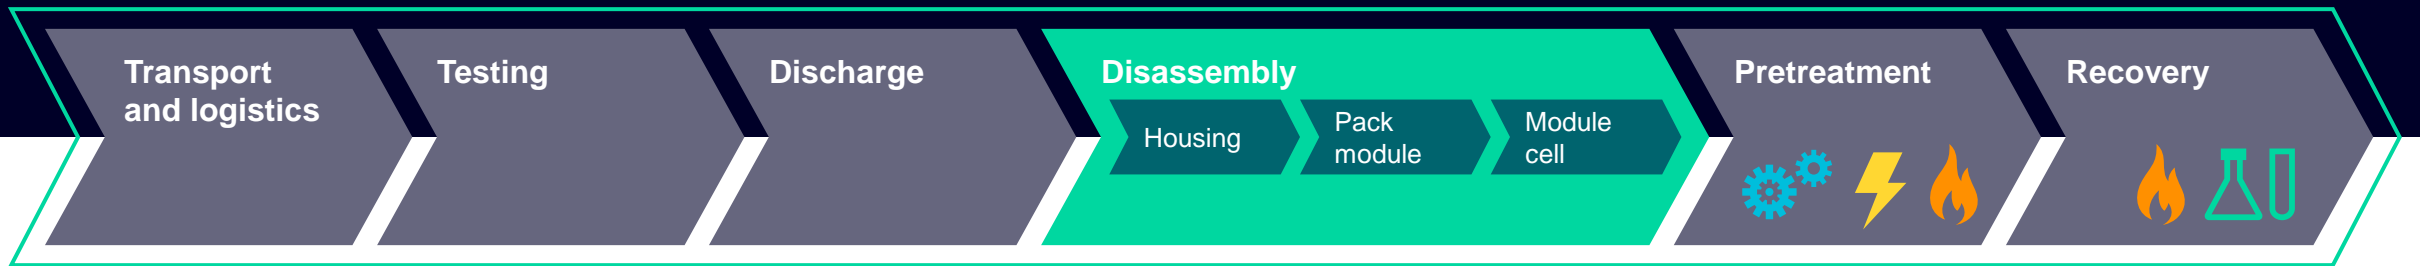 Transport
and logistics
Testing
Discharge
Disassembly
Housing
Pack
module
Module
cell
Pretreatment
Recovery